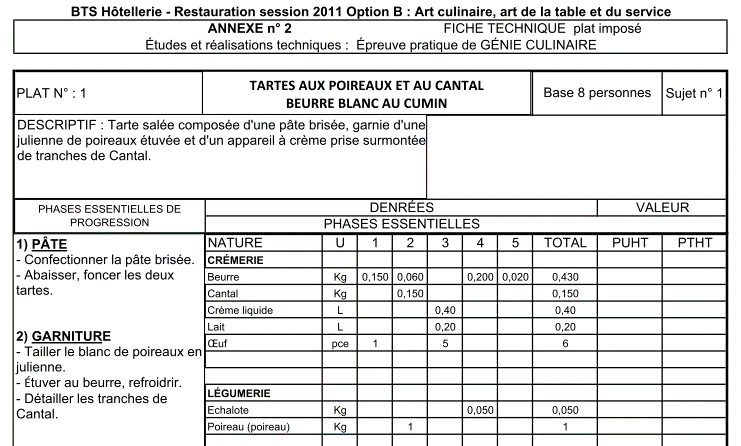 BTS Hôtellerie - Restauration session 2011 Option B : Art culinaire, art de la table et du service
ANNEXE n° 2 FICHE TECHNIQUE plat imposé
Études et réalisations techniques : Épreuve pratique de GÉNIE CULINAIRE
PLAT N° : 1
TARTES AUX POIREAUX ET AU CANTAL
BEURRE BLANC AU CUMIN
Base 8 personnes
Sujet n° 1
DESCRIPTIF : Tarte salée composée d'une pâte brisée, garnie d'une
julienne de poireaux étuvée et d'un appareil à crème prise surmontée
de tranches de Cantal.
PHASES ESSENTIELLES DE
PROGRESSION
DENRÉES VALEUR
PHASES ESSENTIELLES
1) PÂTE
- Confectionner la pâte brisée.
- Abaisser, foncer les deux
tartes.
2) GARNITURE
- Tailler le blanc de poireaux en
julienne.
- Étuver au beurre, refroidrir.
- Détailler les tranches de
Cantal.
NATURE U 1 2 3 4 5 TOTAL PUHT PTHT
CRÉMERIE
Beurre Kg 0,150 0,060 0,200 0,020 0,430
Cantal Kg 0,150 0,150
Crème liquide L 0,40 0,40
Lait L 0,20 0,20
Œuf pce 1 5 6
LÉGUMERIE
Echalote Kg 0,050 0,050
Poireau (poireau) Kg 1 1